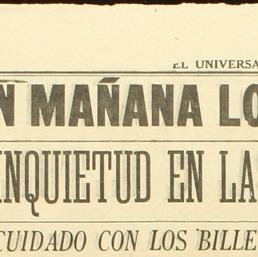 EL UNIVERSA
N MAÑANA LO
INQUIETUD EN LA
CUIDADO CON LOS BILLE